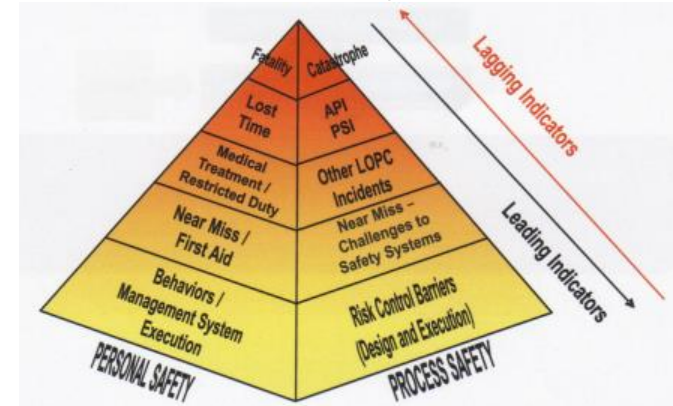 Fatality
Catastrophe
Lost
Time
API
PSI
Medical
Treatment /
Restricted Duty
Other LOPC
Incidents
Near Miss /
First Aid
Near Miss –
Challenges to
Safety Systems
Behaviors /
Management System
Execution
Risk Control Barriers
(Design and Execution)
PERSONAL SAFETY
PROCESS SAFETY
Lagging Indicators
Leading Indicators